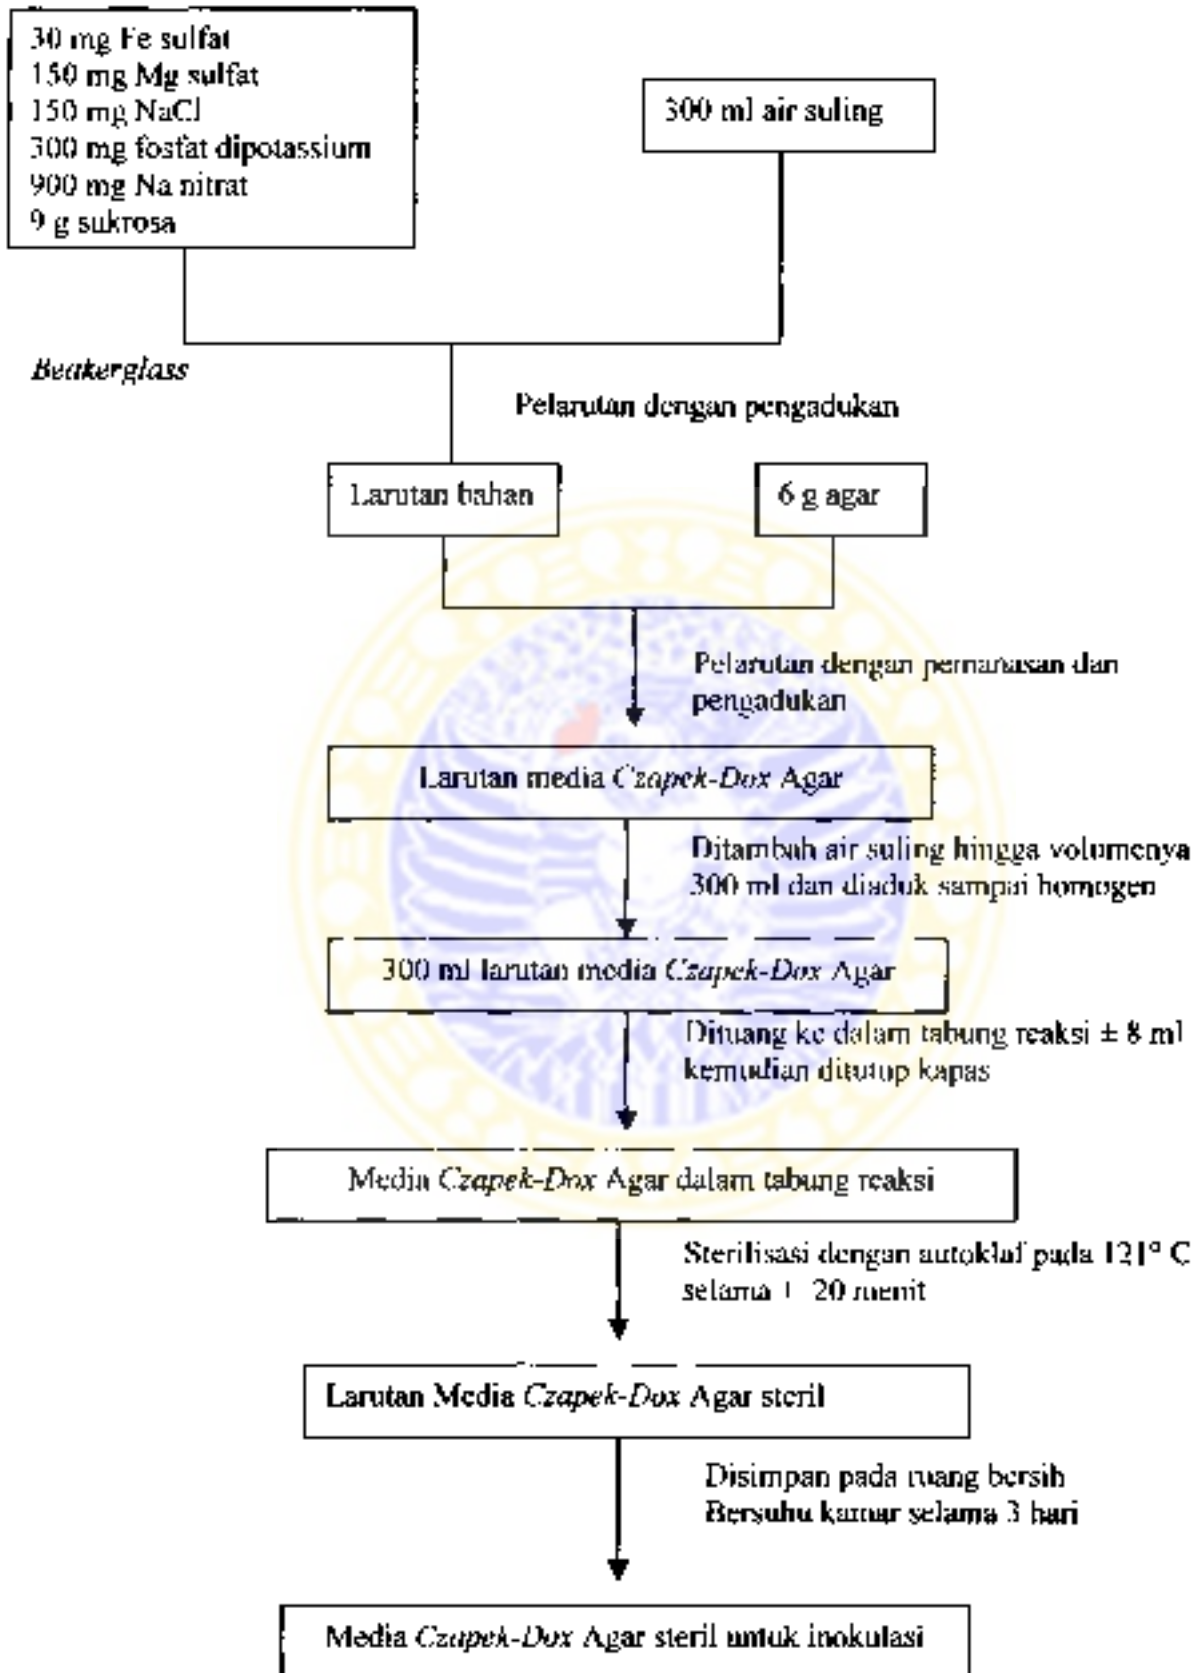 30 mg Fe sulfat
150 mg Mg sulfat
150 mg NaCl
300 mg fosfat dipotassium
900 mg Na nitrat
9 g sukrosa
300 ml air suling
Beakerglass
Pelarutan dengan pengadukan
Larutan bahan
6 g agar
Pelarutan dengan pemanasan dan
pengadukan
Larutan media Czapek-Dox Agar
Ditambah air suling hingga volumenya
300 ml dan diaduk sampai homogen
300 ml larutan media Czapek-Dox Agar
Dituang ke dalam tabung reaksi ± 8 ml
kemudian ditutup kapas
Media Czapek-Dox Agar dalam tabung reaksi
Sterilisasi dengan autoklaf pada 121° C
selama ± 20 menit
Larutan Media Czapek-Dox Agar steril
Disimpan pada ruang bersih
Bersuhu kamar selama 3 hari
Media Czapek-Dox Agar steril untuk inokulasi